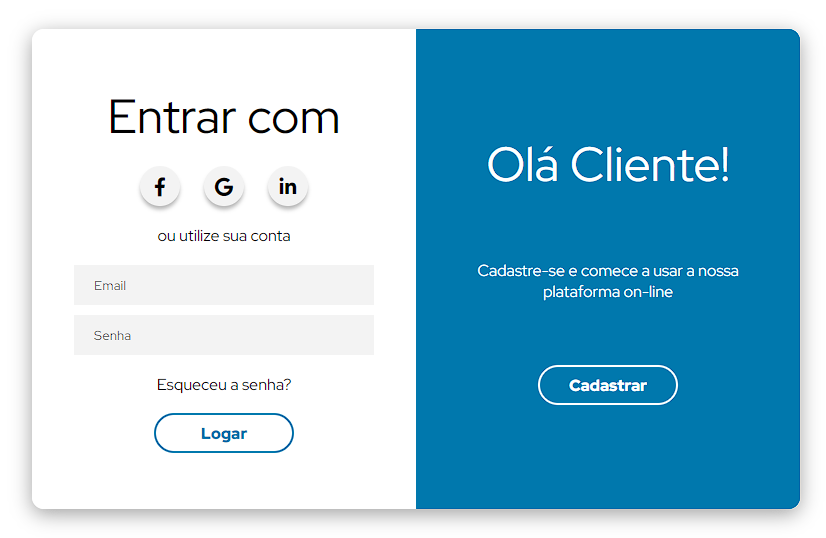 Entrar com
f G in
ou utilize sua conta
Email
Senha
Esqueceu a senha?
Logar
Olá Cliente!
Cadastre-se e comece a usar a nossa
plataforma on-line
Cadastrar